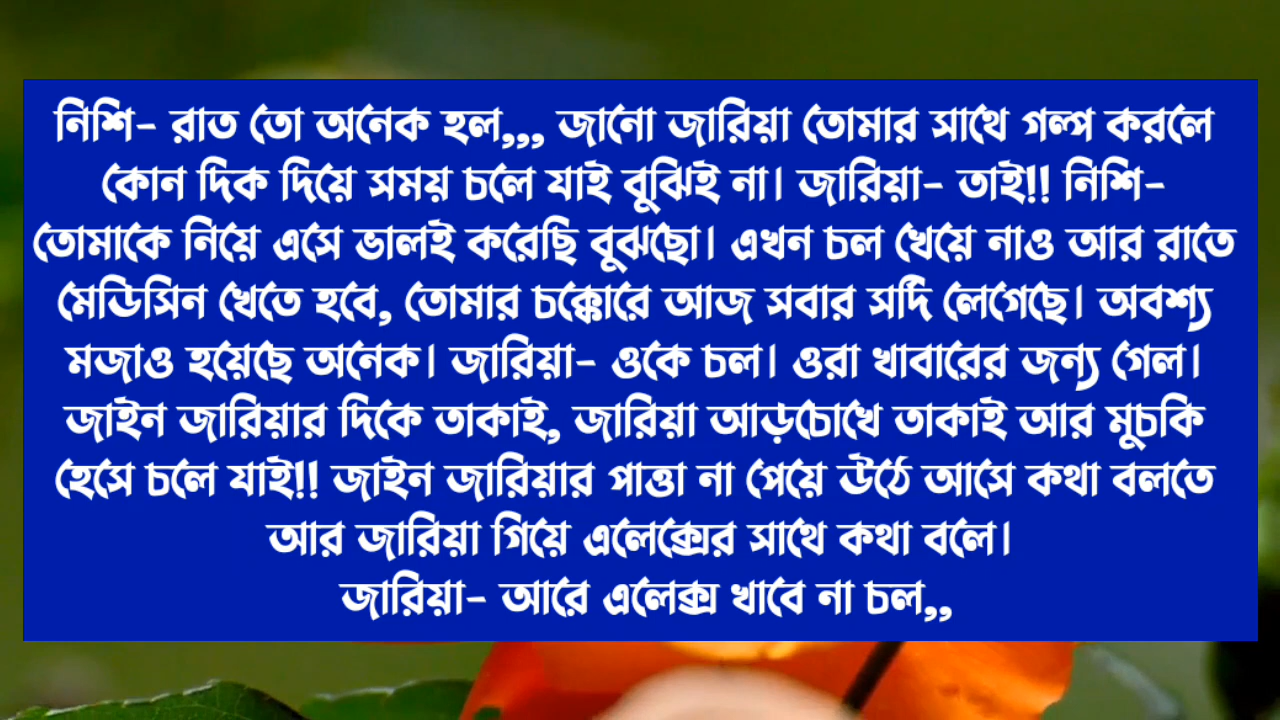 নিশি- রাত তো অনেক হল,,, জানো জারিয়া তোমার সাথে গল্প করলে
কোন দিক দিয়ে সময় চলে যাই বুঝিই না। জারিয়া- তাই!! নিশি-
তোমাকে নিয়ে এসে ভালই করেছি বুঝছো। এখন চল খেয়ে নাও আর রাতে
মেডিসিন খেতে হবে, তোমার চক্কোরে আজ সবার সর্দি লেগেছে। অবশ্য
মজাও হয়েছে অনেক। জারিয়া- ওকে চল। ওরা খাবারের জন্য গেল।
জাইন জারিয়ার দিকে তাকাই, জারিয়া আড়চোখে তাকাই আর মুচকি
হেসে চলে যাই!! জাইন জারিয়ার পাত্তা না পেয়ে উঠে আসে কথা বলতে
আর জারিয়া গিয়ে এলেক্সের সাথে কথা বলে।
জারিয়া- আরে এলেক্স খাবে না চল,,